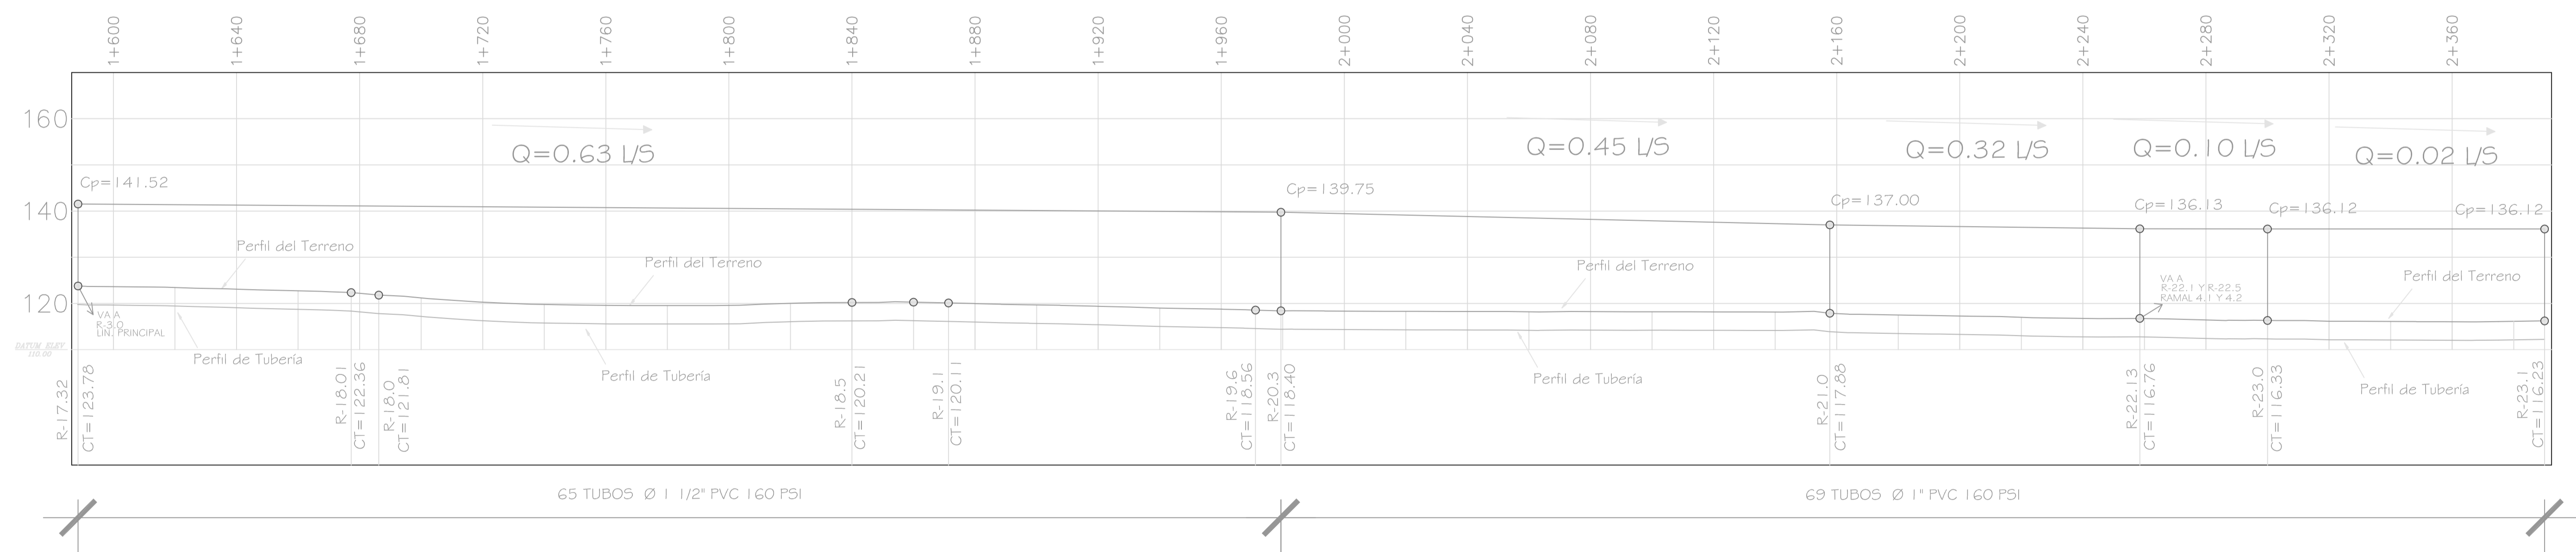 1+600
1+640
1+680
1+720
1+760
1+800
1+840
1+880
1+920
1+960
2+000
2+040
2+080
2+120
2+160
2+200
2+240
2+280
2+320
2+360
160
140
120
DATUM ELEV
110.00
Q=0.63 L/S
Q=0.45 L/S
Q=0.32 L/S
Q=0.10 L/S
Q=0.02 L/S
Cp=141.52
Cp=139.75
Cp=137.00
Cp=136.13
Cp=136.12
Cp=136.12
Perfil del Terreno
Perfil del Terreno
Perfil del Terreno
Perfil del Terreno
VA A
R-3.0
LIN. PRINCIPAL
VA A
R-22.1 Y R-22.5
RAMAL 4.1 Y 4.2
Perfil de Tubería
Perfil de Tubería
Perfil de Tubería
Perfil de Tubería
R-17.32
CT=123.78
R-18.01
CT=122.36
R-18.0
CT=121.81
R-18.5
CT=120.21
R-19.1
CT=120.11
R-19.6
CT=118.56
R-20.3
CT=118.40
R-21.0
CT=117.88
R-22.13
CT=116.76
R-23.0
CT=116.33
R-23.1
CT=116.23
65 TUBOS Ø 1 1/2" PVC 160 PSI
69 TUBOS Ø 1" PVC 160 PSI